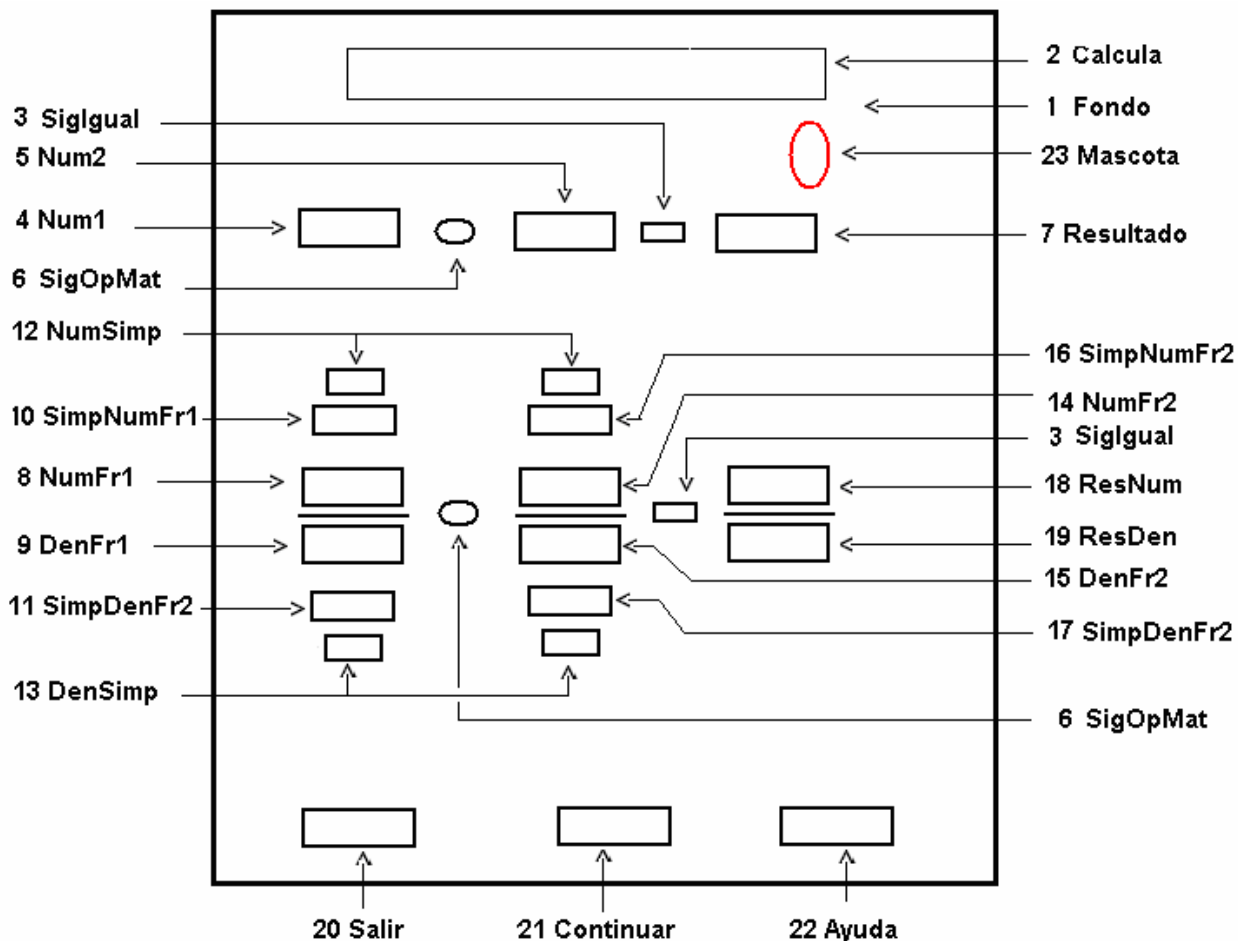 2 Calcula
1 Fondo
3 SigIgual
5 Num2
23 Mascota
4 Num1
7 Resultado
6 SigOpMat
12 NumSimp
16 SimpNumFr2
14 NumFr2
10 SimpNumFr1
3 SigIgual
8 NumFr1
18 ResNum
9 DenFr1
19 ResDen
15 DenFr2
11 SimpDenFr2
17 SimpDenFr2
13 DenSimp
6 SigOpMat
20 Salir
21 Continuar
22 Ayuda